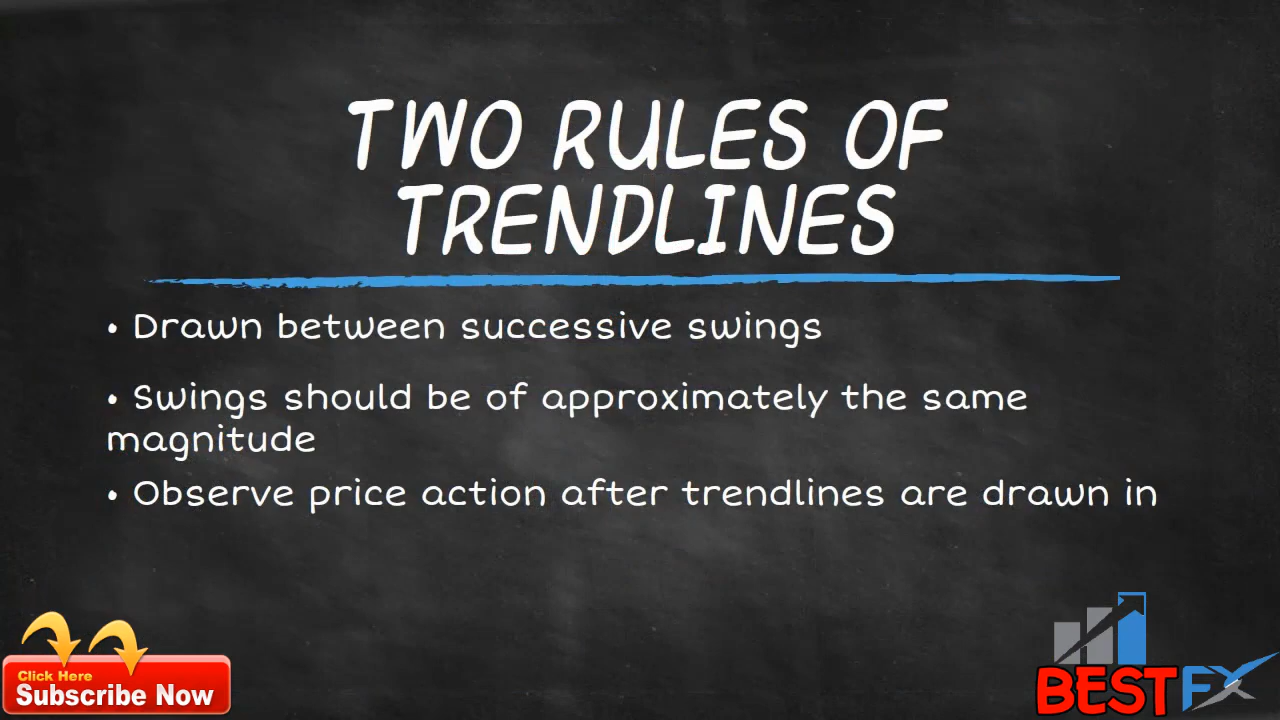 TWO RULES OF
TRENDLINES
• Drawn between successive swings
• Swings should be of approximately the same
magnitude
• Observe price action after trendlines are drawn in
Click Here
Subscribe Now
BESTFX